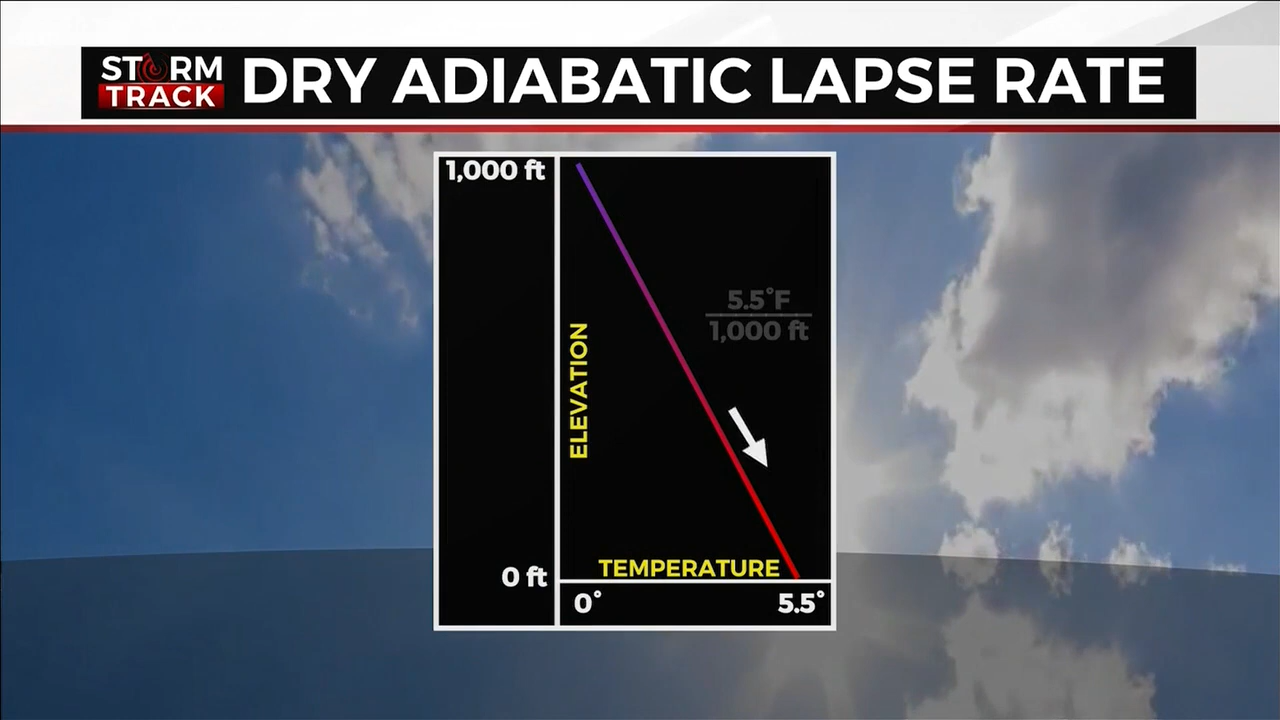 STORM
TRACK
DRY ADIABATIC LAPSE RATE
1,000 ft
5.5°F
1,000 ft
ELEVATION
TEMPERATURE
0 ft
0°
5.5°